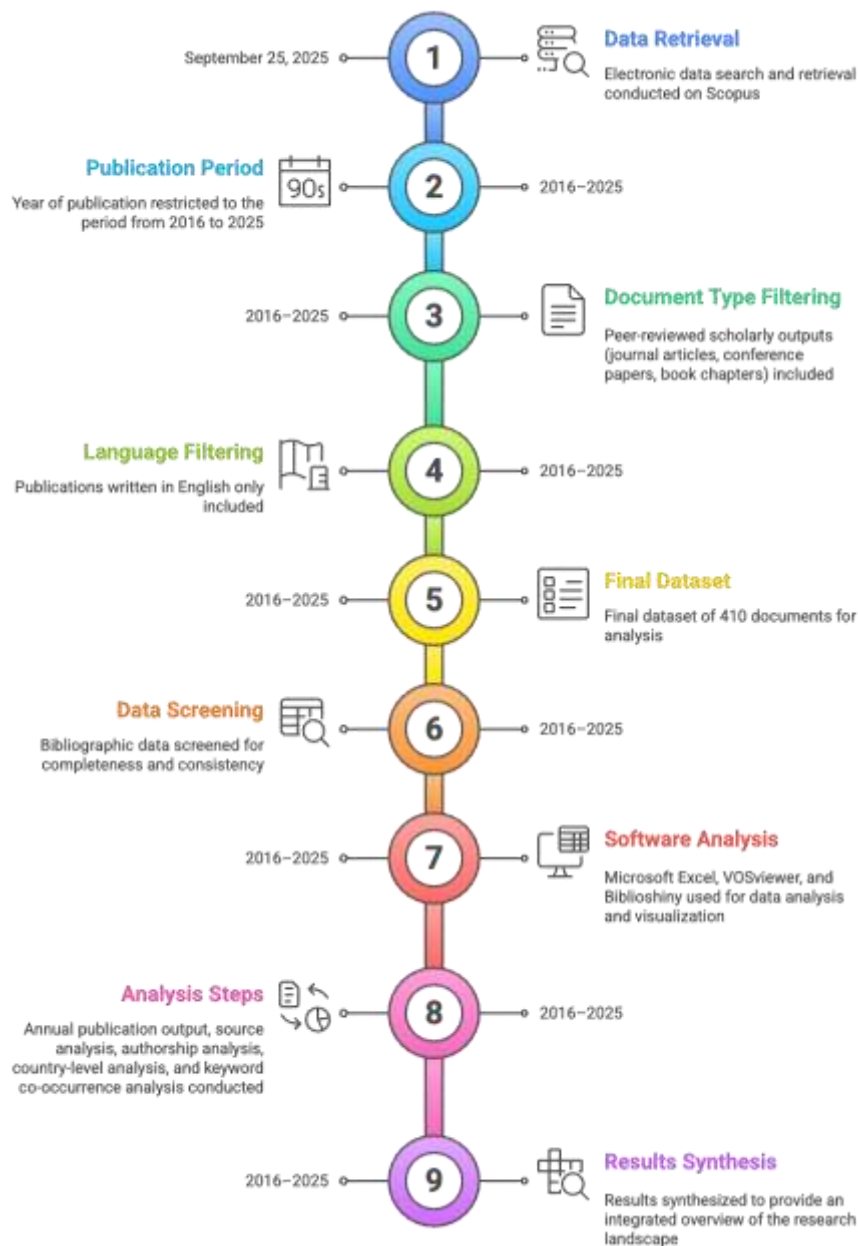 September 25, 2025
1
Data Retrieval
Electronic data search and retrieval
conducted on Scopus
Publication Period
Year of publication restricted to the
period from 2016 to 2025
90s
2
2016–2025
2016–2025
3
Document Type Filtering
Peer-reviewed scholarly outputs
(journal articles, conference
papers, book chapters) included
Language Filtering
Publications written in English only
included
4
2016–2025
2016–2025
5
Final Dataset
Final dataset of 410 documents for
analysis
Data Screening
Bibliographic data screened for
completeness and consistency
6
2016–2025
2016–2025
7
Software Analysis
Microsoft Excel, VOSviewer, and
Biblioshiny used for data analysis
and visualization
Analysis Steps
Annual publication output, source
analysis, authorship analysis,
country-level analysis, and keyword
co-occurrence analysis conducted
8
2016–2025
2016–2025
9
Results Synthesis
Results synthesized to provide an
integrated overview of the research
landscape